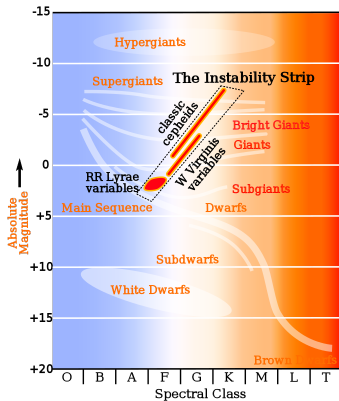 -15
Hypergiants
-10
Supergiants
The Instability Strip
classic
cepheids
-5
Bright Giants
Giants
W Virginis
variables
0
RR Lyrae
variables
Subgiants
Main Sequence
Dwarfs
+5
Absolute
Magnitude
Subdwarfs
+10
White Dwarfs
+15
Brown Dwarfs
+20
O B A F G K M L T
Spectral Class